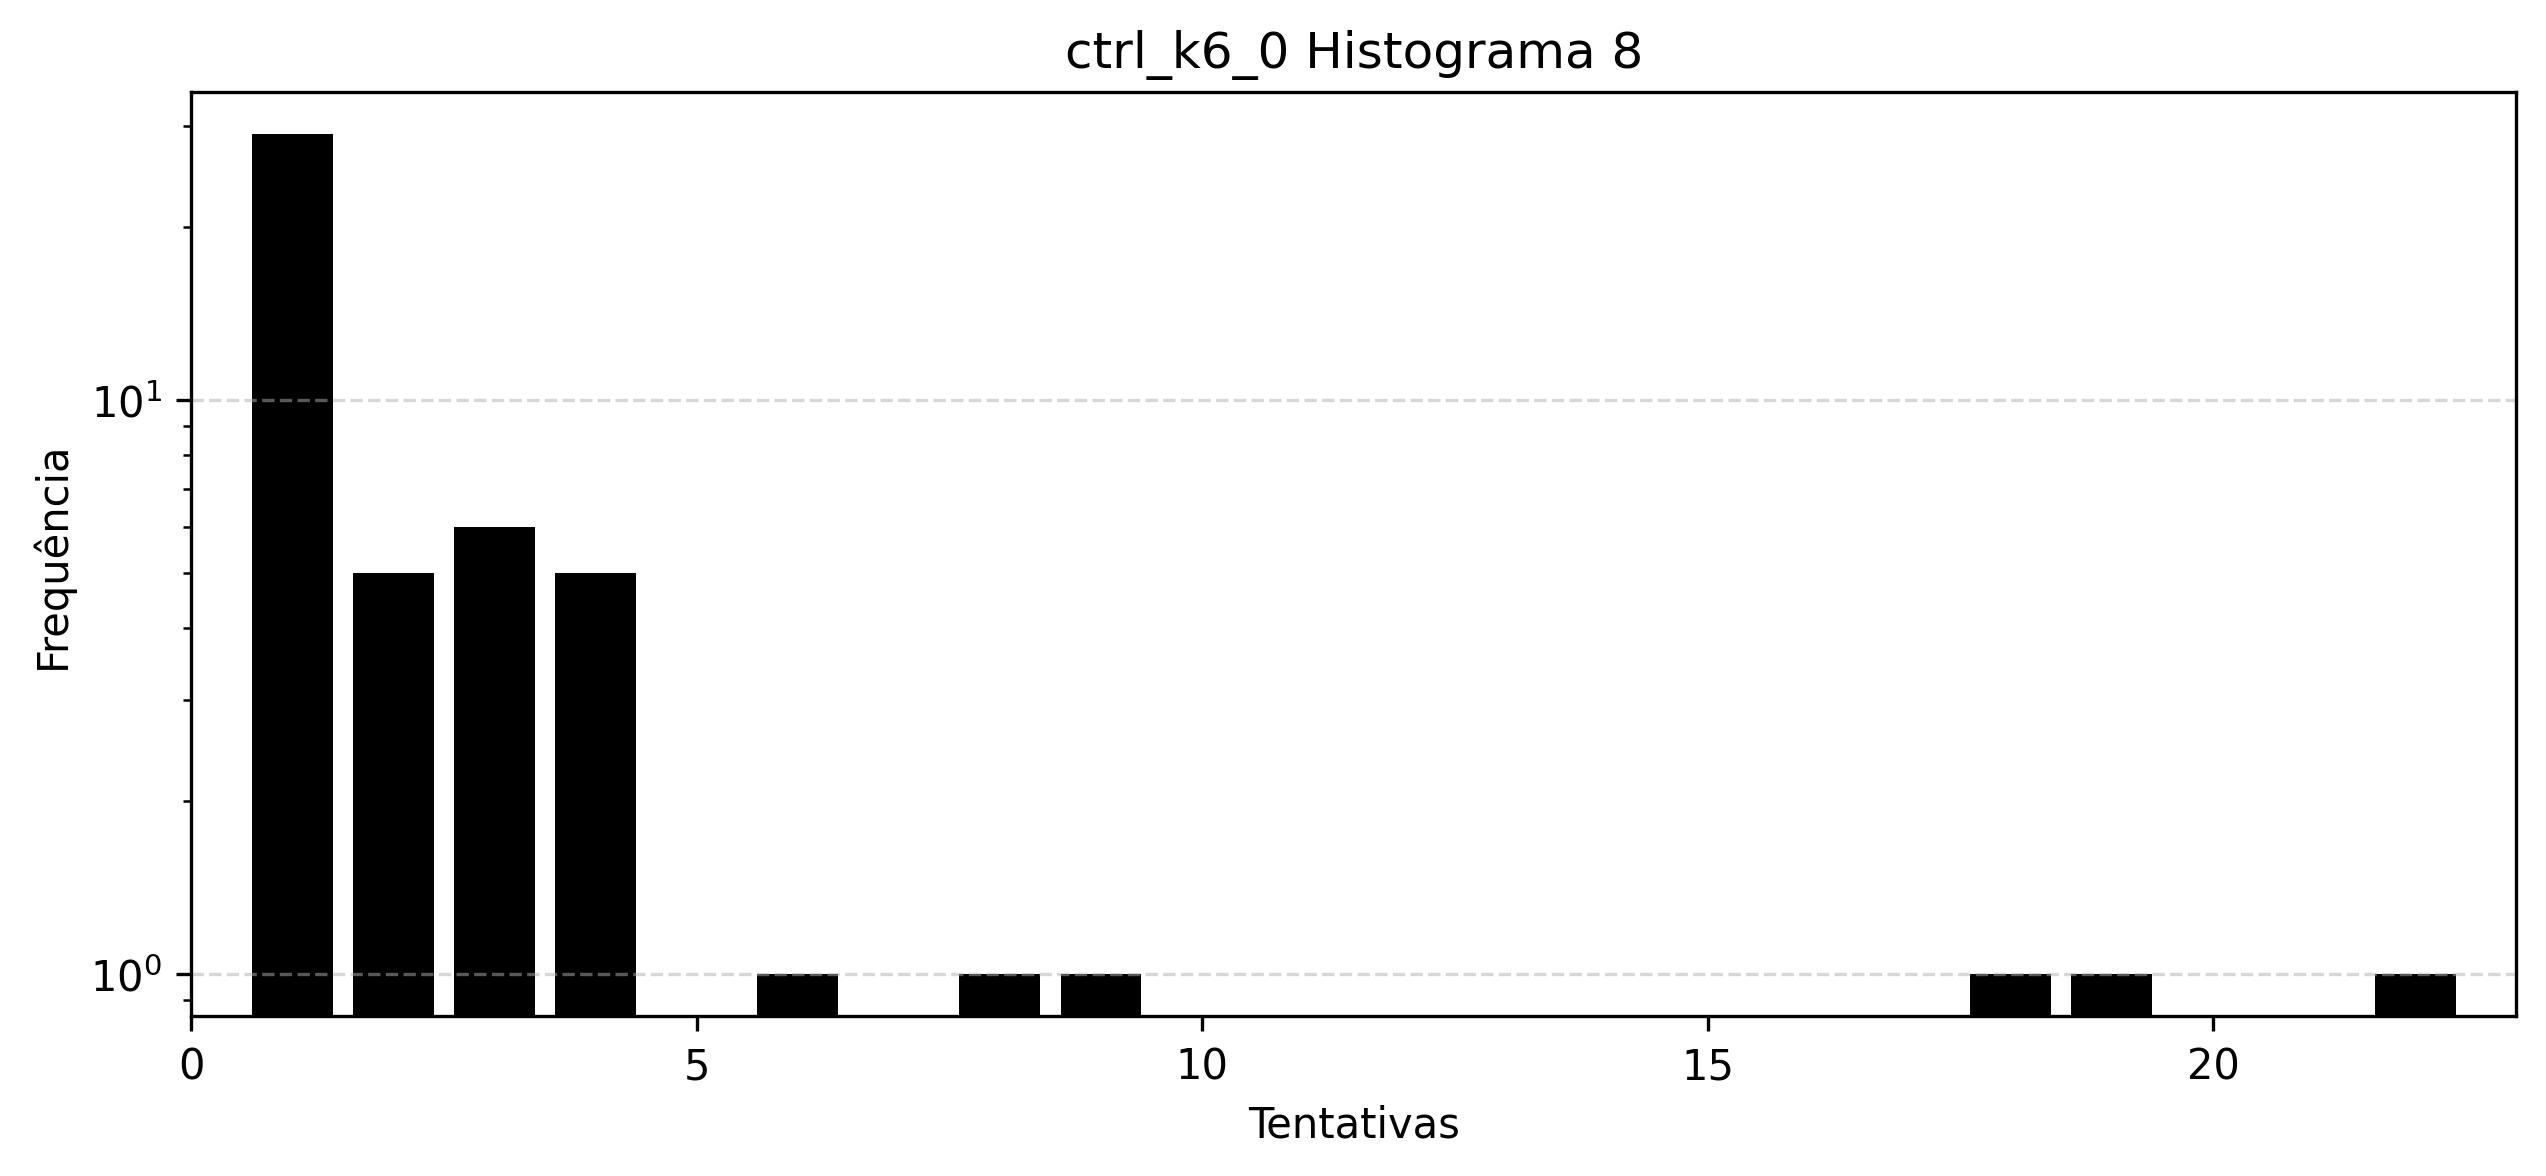 ctrl_k6_0 Histograma 8
Frequência
10¹
10⁰
0 5 10 15 20
Tentativas